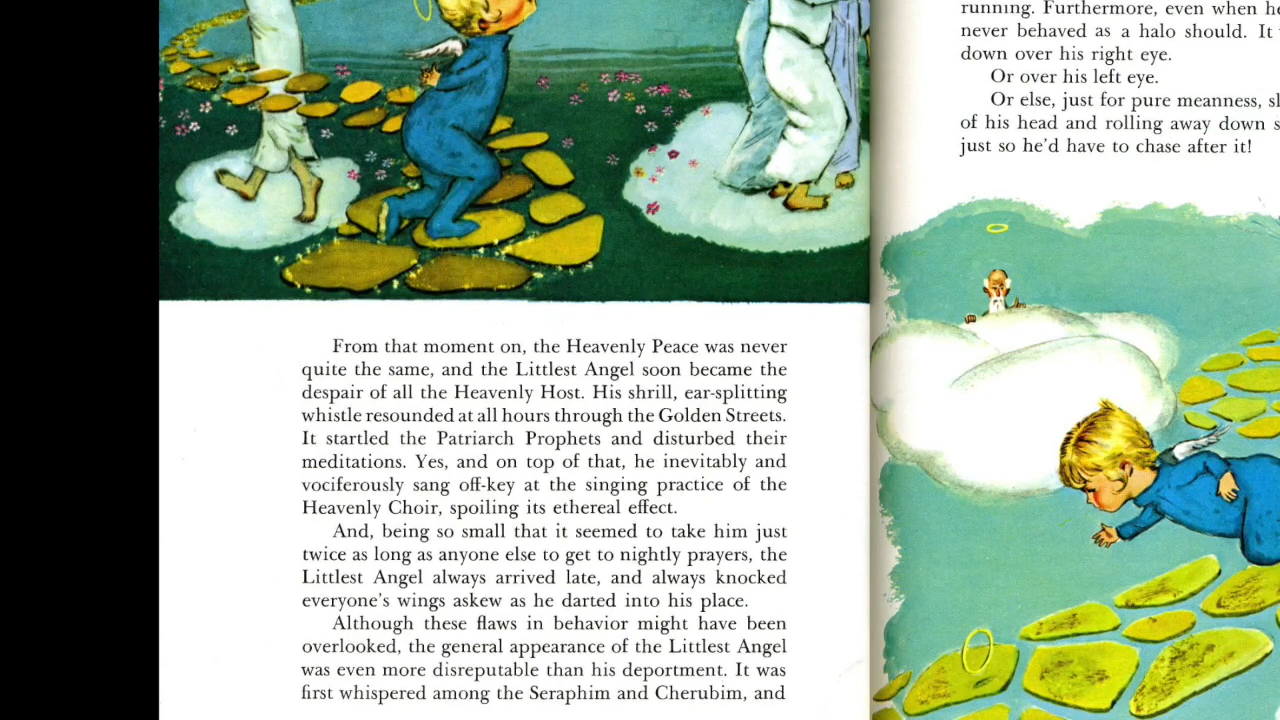 From that moment on, the Heavenly Peace was never
quite the same, and the Littlest Angel soon became the
despair of all the Heavenly Host. His shrill, ear-splitting
whistle resounded at all hours through the Golden Streets.
It startled the Patriarch Prophets and disturbed their
meditations. Yes, and on top of that, he inevitably and
vociferously sang off-key at the singing practice of the
Heavenly Choir, spoiling its ethereal effect.
And, being so small that it seemed to take him just
twice as long as anyone else to get to nightly prayers, the
Littlest Angel always arrived late, and always knocked
everyone's wings askew as he darted into his place.
Although these flaws in behavior might have been
overlooked, the general appearance of the Littlest Angel
was even more disreputable than his deportment. It was
first whispered among the Seraphim and Cherubim, and
running. Furthermore, even when he
never behaved as a halo should. It
down over his right eye.
Or over his left eye.
Or else, just for pure meanness,
of his head and rolling away down
just so he'd have to chase after it!